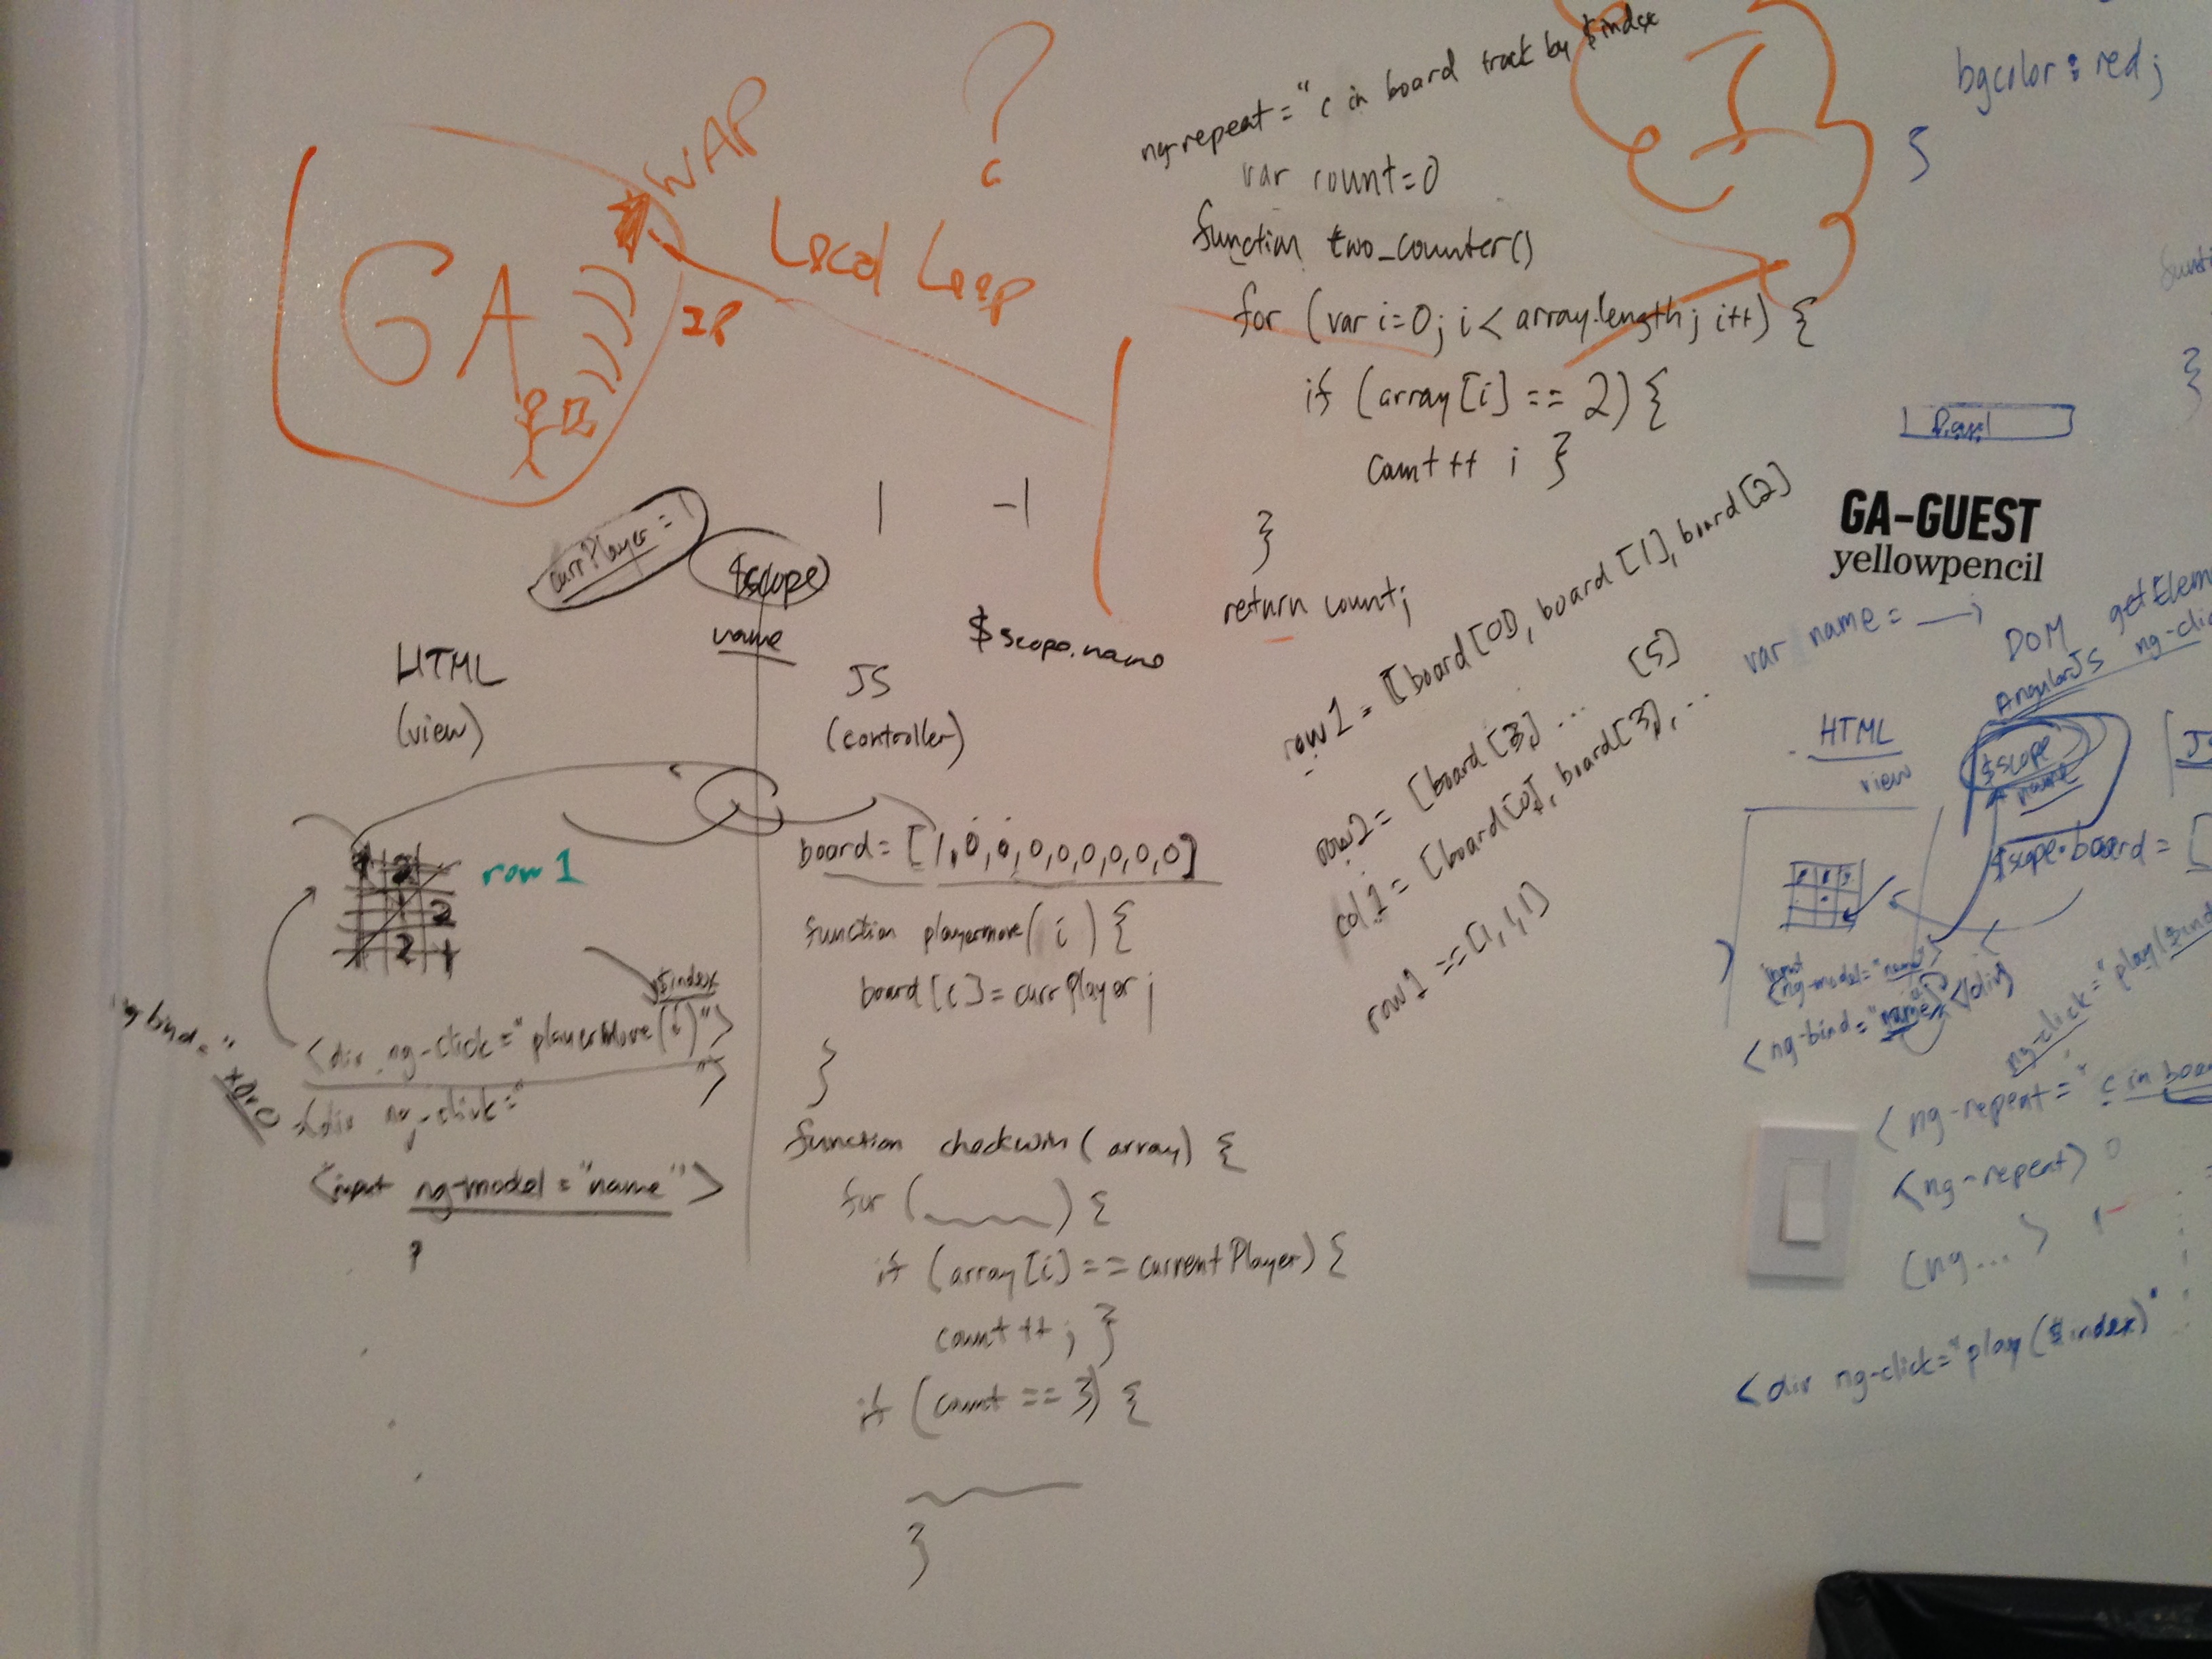 WAP
?
GA
IP
Local Loop
I
ng-repeat="c in board track by $index
var count=0
function two_counter()
for (var i=0; i<array.length; i++) {
if (array[i] == 2) {
count++ ; }
}
return count;
bgcolor: red;
}
}
GA-GUEST
yellowpencil
currPlayer = 1
$scope
name
1 -1
$scope.name
HTML
(view)
JS
(controller)
row 1
board = [1,0,0,0,0,0,0,0,0]
function playermove( i ) {
board[i] = currPlayer;
}
$index
<div ng-click="playerMove(i)">
<div ng-click=" ">
<input ng-model="name">
function checkwin( array) {
for ( ) {
if (array[i] == currentPlayer) {
count++; }
if (count == 3) {
}
row1 = [board[0], board[1], board[2]
row2 = [board[3] ... [5]
col1 = [board[0], board[3], ...
row1 == [1,1,1]
var name =
DOM getElem
AngularJS ng-clic
HTML
view
$scope
name
JS
$scope.board = [
input
<ng-model="name">
<ng-bind="name"></div>
ng-click="play($ind
<ng-repeat="c in boar
<ng-repeat>
(ng... >
<div ng-click="play($index)"